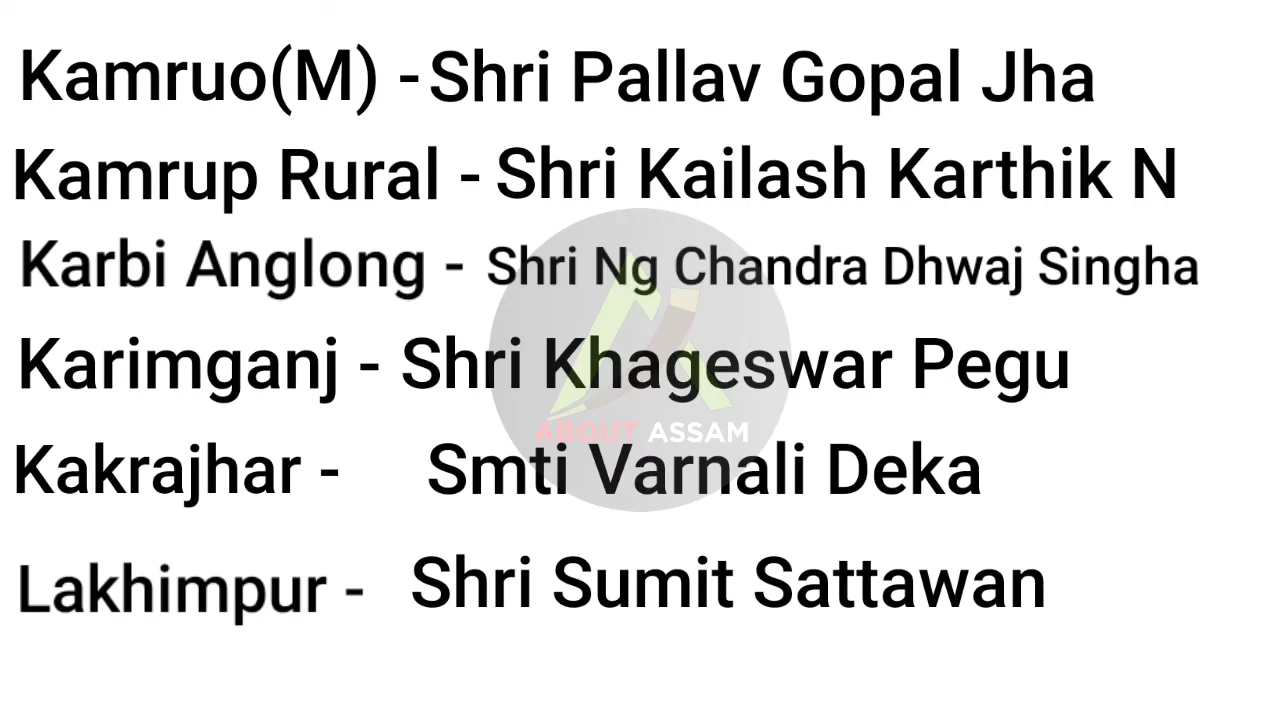 Kamruo(M) - Shri Pallav Gopal Jha
Kamrup Rural - Shri Kailash Karthik N
Karbi Anglong - Shri Ng Chandra Dhwaj Singha
Karimganj - Shri Khageswar Pegu
ABOUT ASSAM
Kakrajhar - Smti Varnali Deka
Lakhimpur - Shri Sumit Sattawan